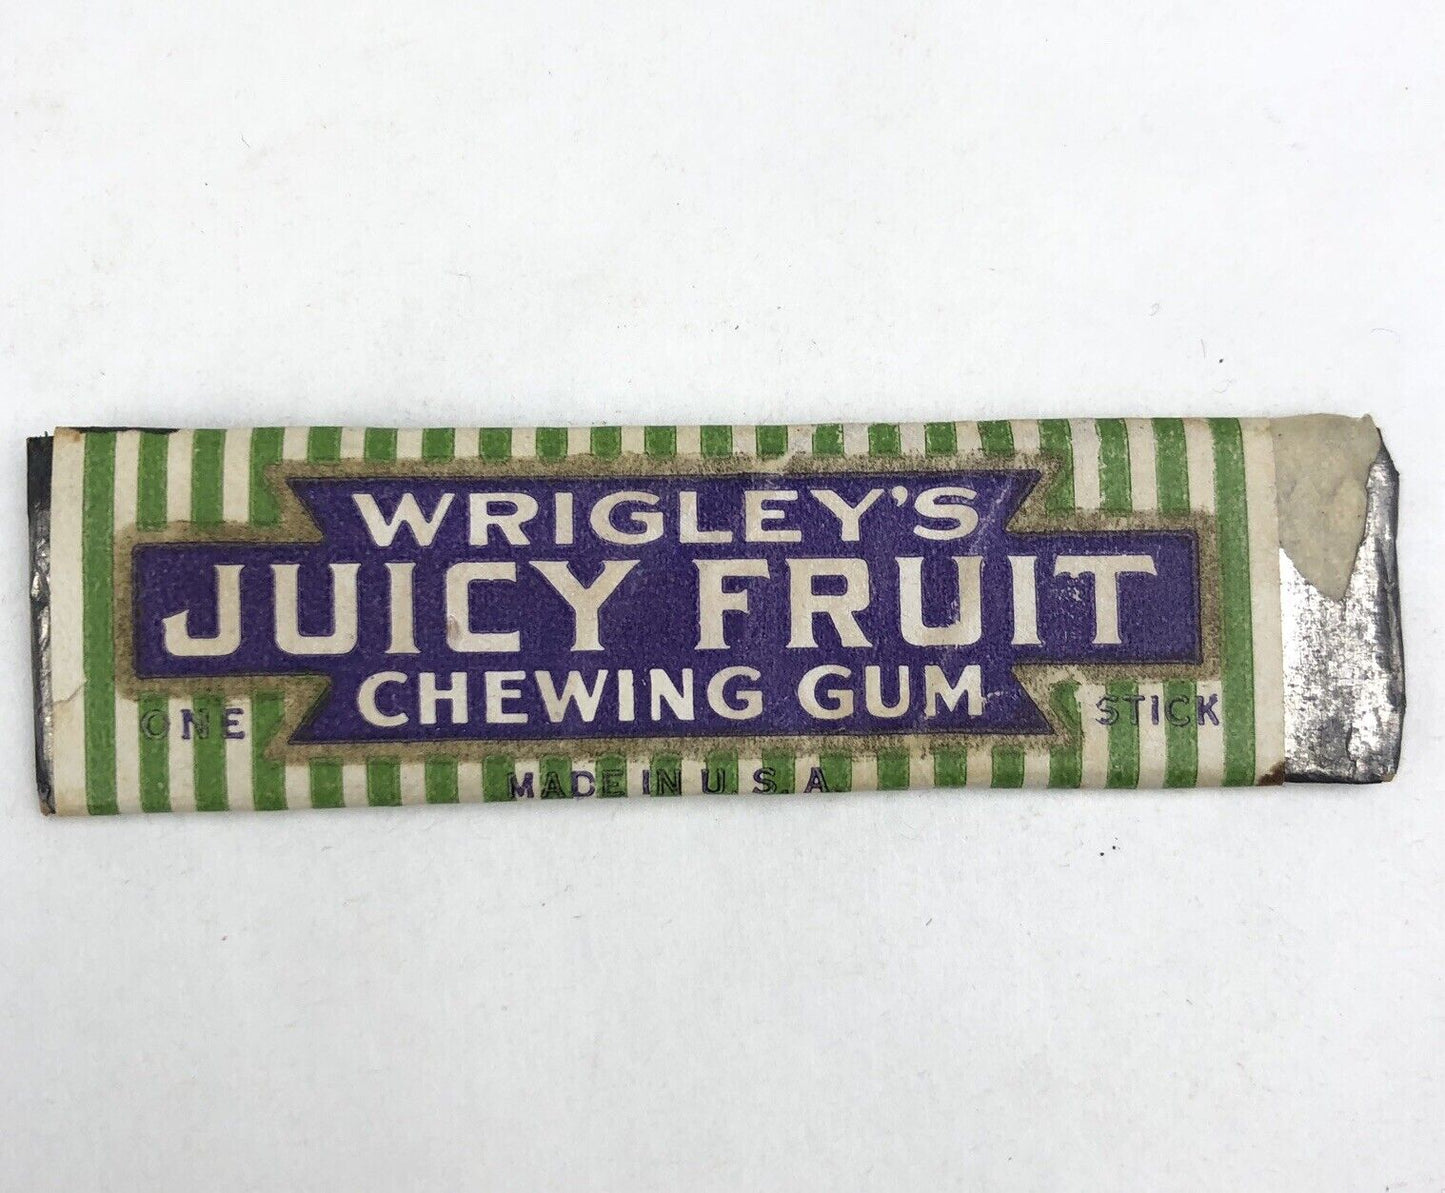 WRIGLEY'S
JUICY FRUIT
CHEWING GUM
ONE STICK
MADE IN U.S.A.